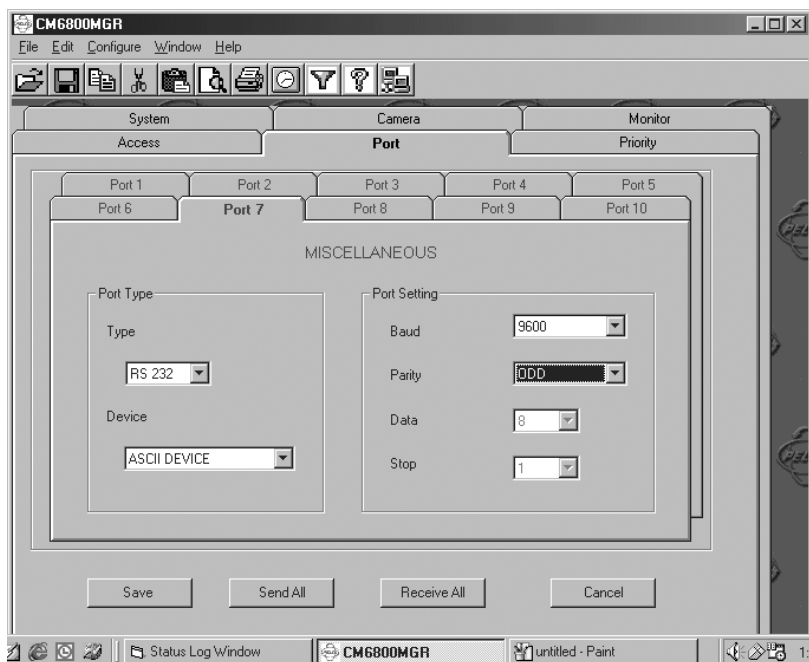 CM6800MGR
File Edit Configure Window Help
System Camera Monitor
Access Port Priority
Port 1 Port 2 Port 3 Port 4 Port 5
Port 6 Port 7 Port 8 Port 9 Port 10
MISCELLANEOUS
Port Type
Type
RS 232
Device
ASCII DEVICE
Port Setting
Baud 9600
Parity ODD
Data 8
Stop 1
Save Send All Receive All Cancel
Status Log Window CM6800MGR untitled - Paint